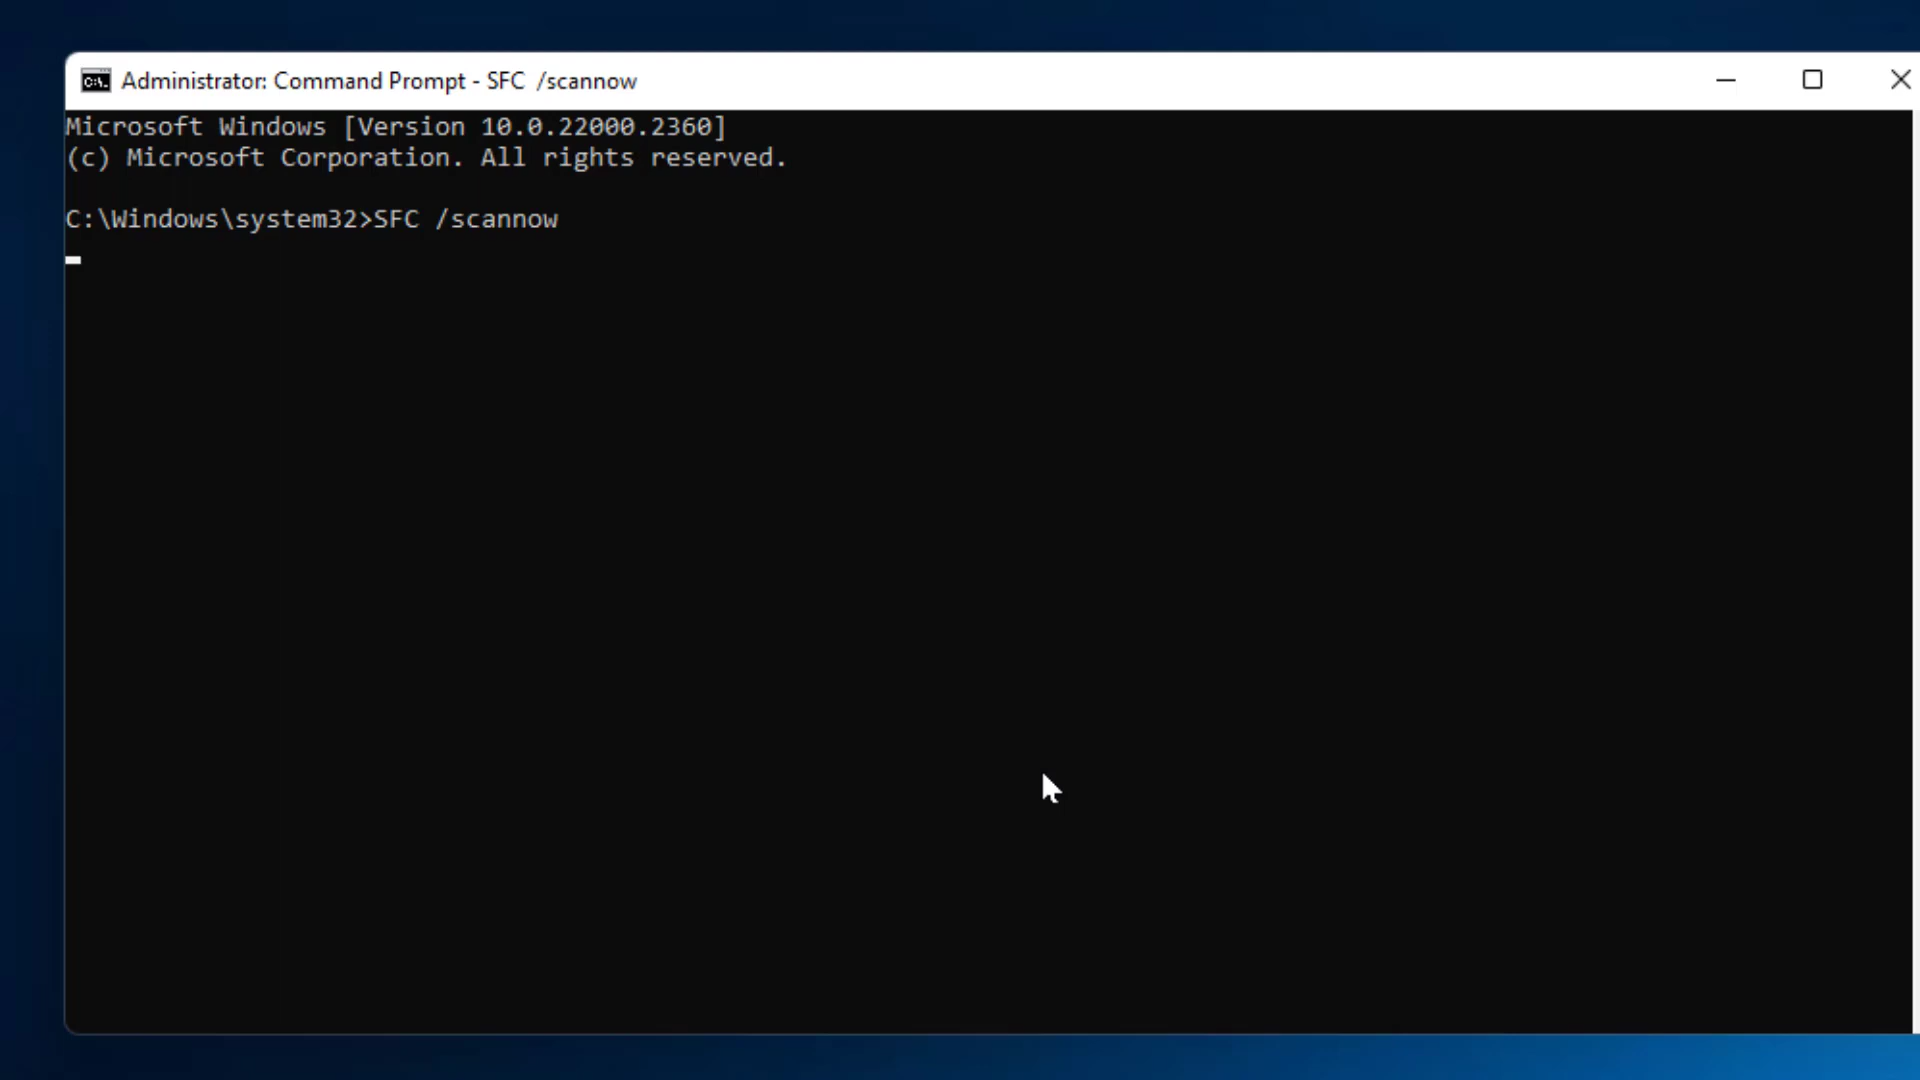 Administrator: Command Prompt - SFC  /scannow
Microsoft Windows [Version 10.0.22000.2360]
(c) Microsoft Corporation. All rights reserved.
C:\Windows\system32>SFC /scannow